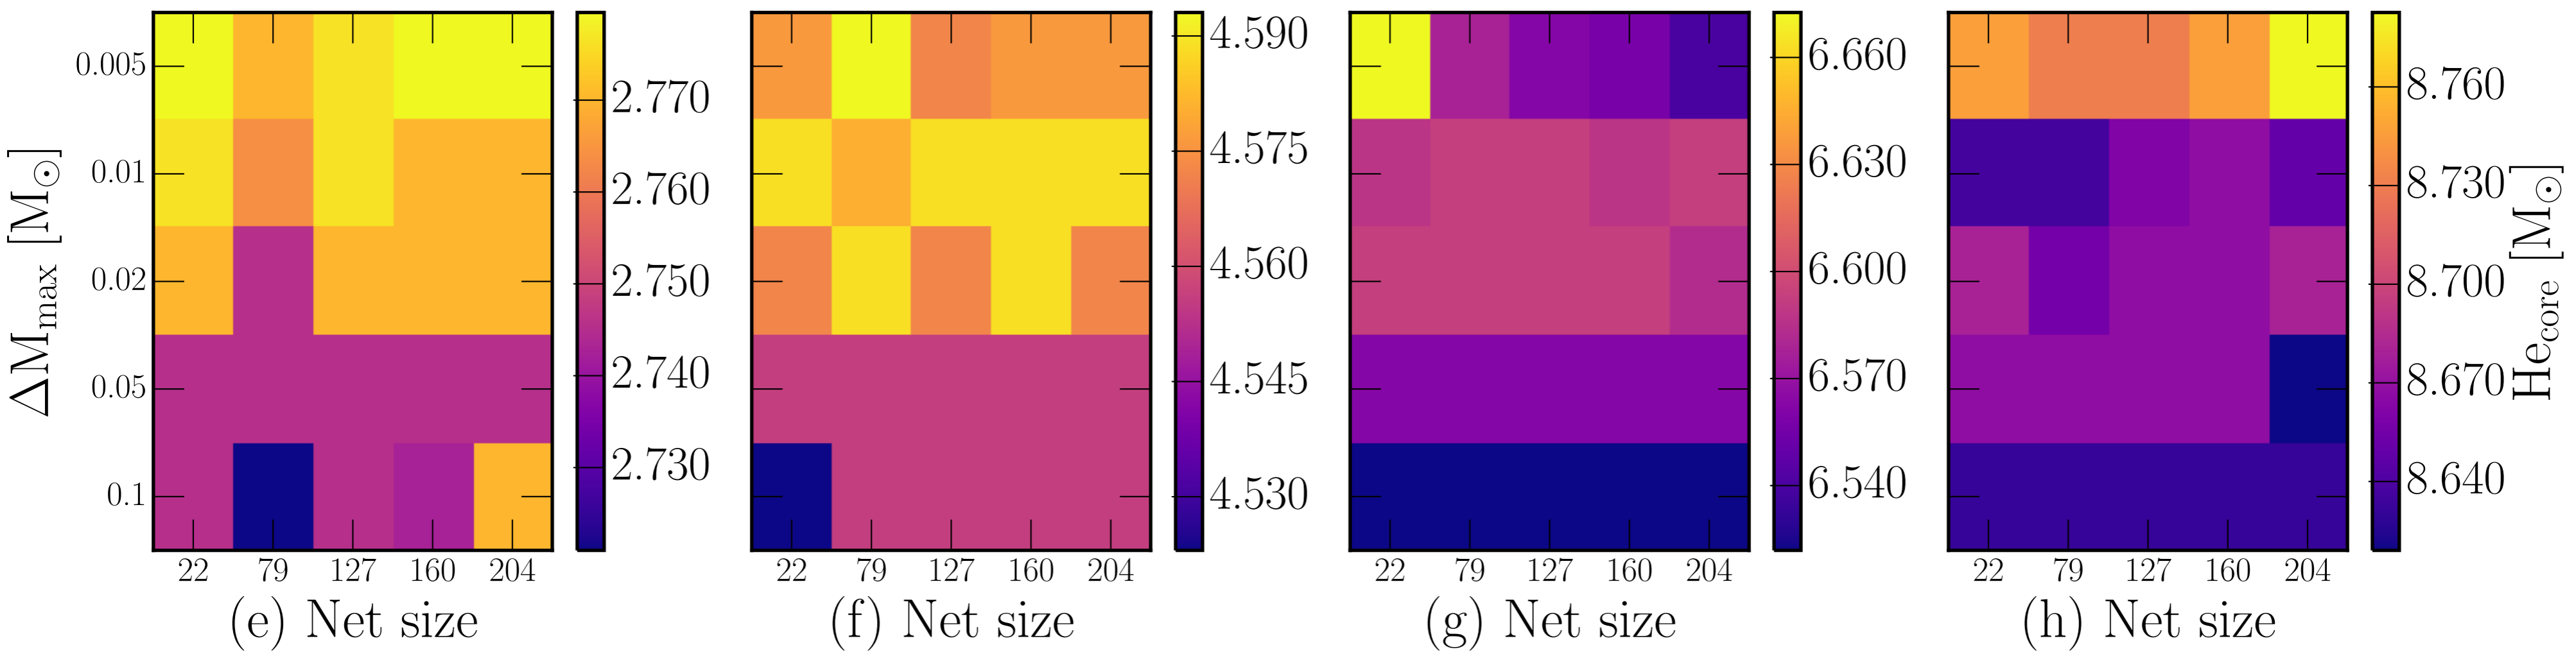 ΔM_max [M_⊙]
0.005
0.01
0.02
0.05
0.1
22 79 127 160 204
(e) Net size
2.770
2.760
2.750
2.740
2.730
22 79 127 160 204
(f) Net size
4.590
4.575
4.560
4.545
4.530
22 79 127 160 204
(g) Net size
6.660
6.630
6.600
6.570
6.540
22 79 127 160 204
(h) Net size
8.760
8.730
8.700
8.670
8.640
He_core [M_⊙]